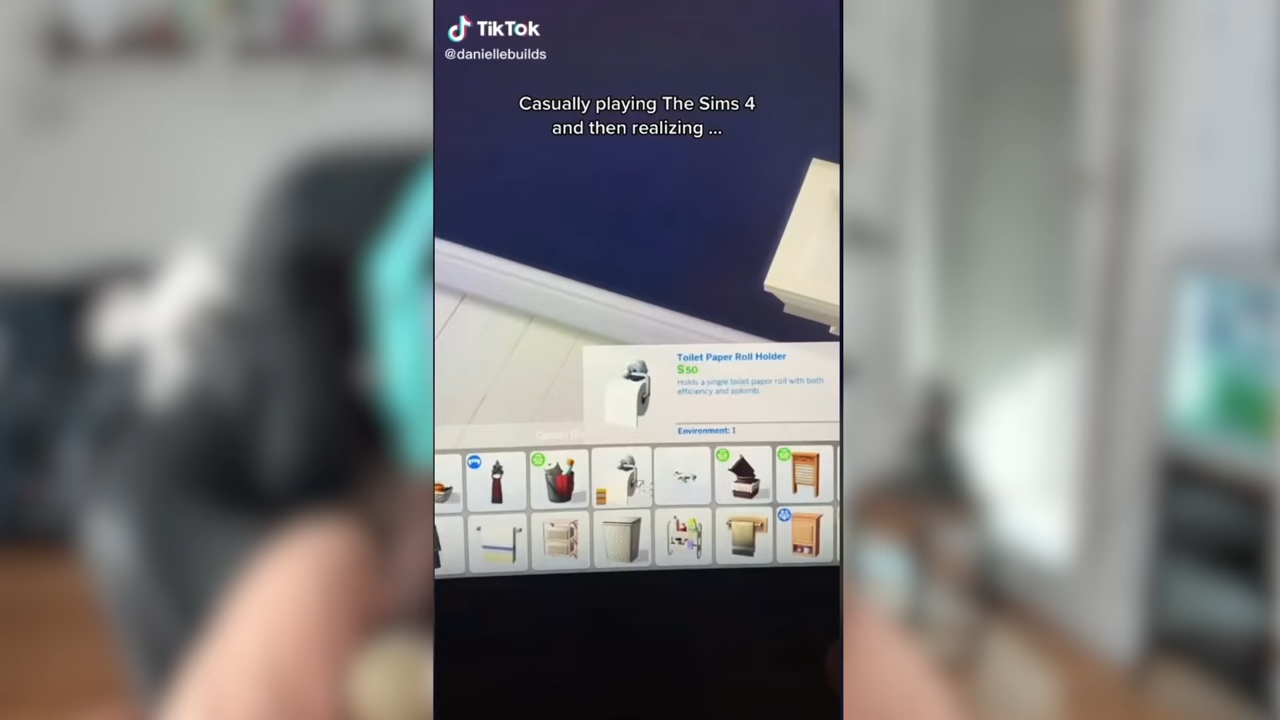 TikTok
@daniellebuilds
Casually playing The Sims 4
and then realizing ...
Toilet Paper Roll Holder
§50
Holds a single toilet paper roll with both
efficiency and aplomb.
Environment: 1